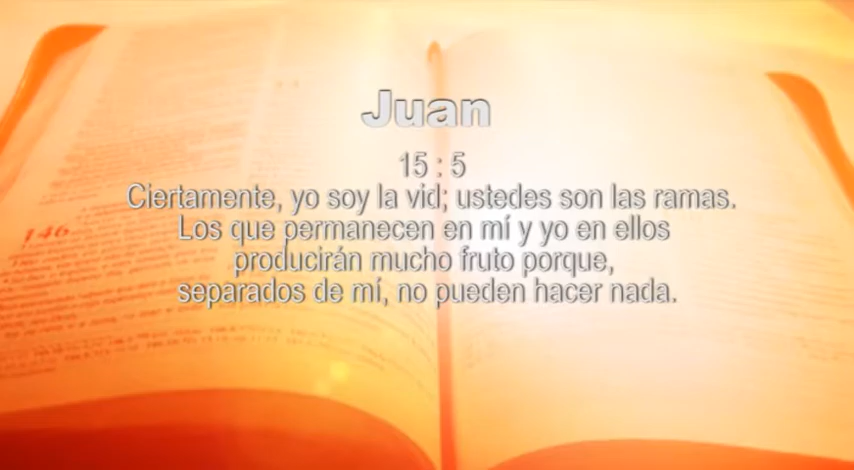 Juan
15 : 5
Ciertamente, yo soy la vid; ustedes son las ramas.
Los que permanecen en mí y yo en ellos
producirán mucho fruto porque,
separados de mí, no pueden hacer nada.
146